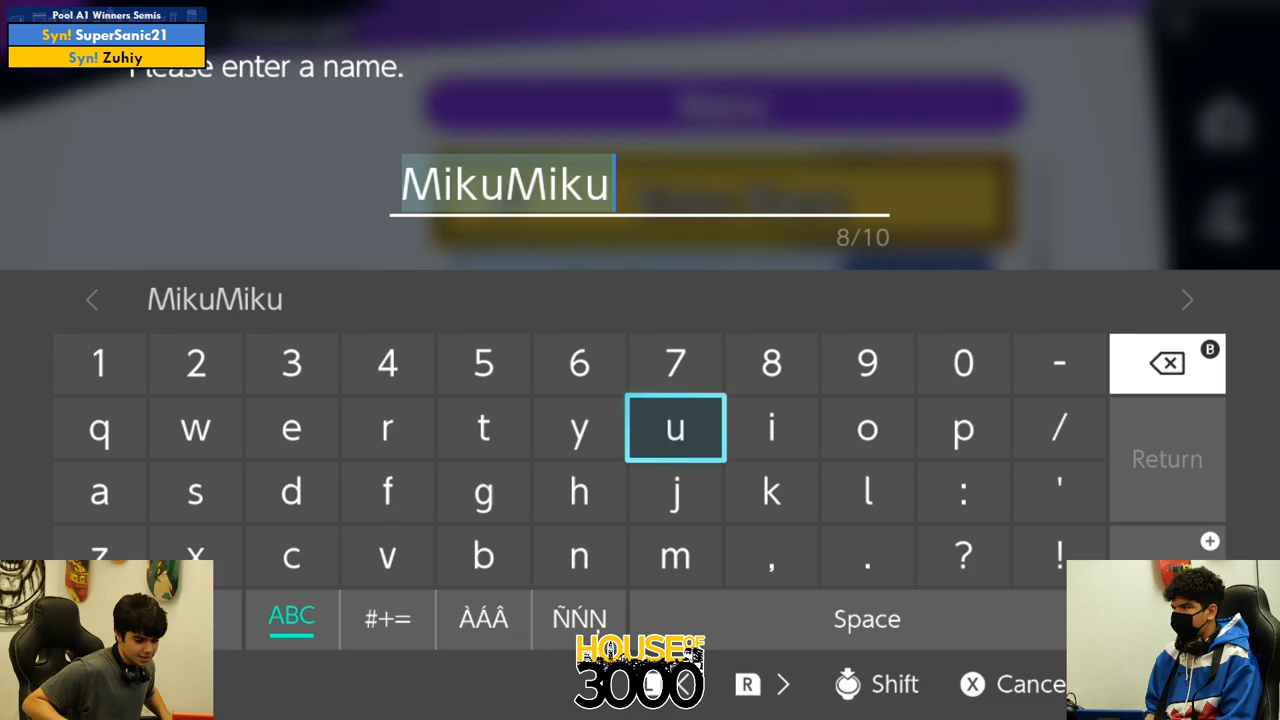 Pool A1 Winners Semis
Syn! SuperSanic21
Syn! Zuhiy
Please enter a name.
MikuMiku
8/10
MikuMiku
1 2 3 4 5 6 7 8 9 0 -
B
q w e r t y u i o p /
Return
a s d f g h j k l : '
z x c v b n m , . ? !
+
ABC #+= ÀÁÂ ÑŃŅ Space
HOUSE OF
3000
L R > Shift X Cance